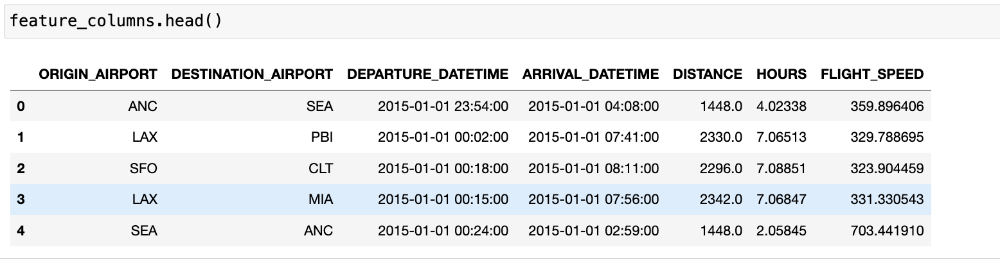 feature_columns.head()
ORIGIN_AIRPORT DESTINATION_AIRPORT DEPARTURE_DATETIME ARRIVAL_DATETIME DISTANCE HOURS FLIGHT_SPEED
0 ANC SEA 2015-01-01 23:54:00 2015-01-01 04:08:00 1448.0 4.02338 359.896406
1 LAX PBI 2015-01-01 00:02:00 2015-01-01 07:41:00 2330.0 7.06513 329.788695
2 SFO CLT 2015-01-01 00:18:00 2015-01-01 08:11:00 2296.0 7.08851 323.904459
3 LAX MIA 2015-01-01 00:15:00 2015-01-01 07:56:00 2342.0 7.06847 331.330543
4 SEA ANC 2015-01-01 00:24:00 2015-01-01 02:59:00 1448.0 2.05845 703.441910